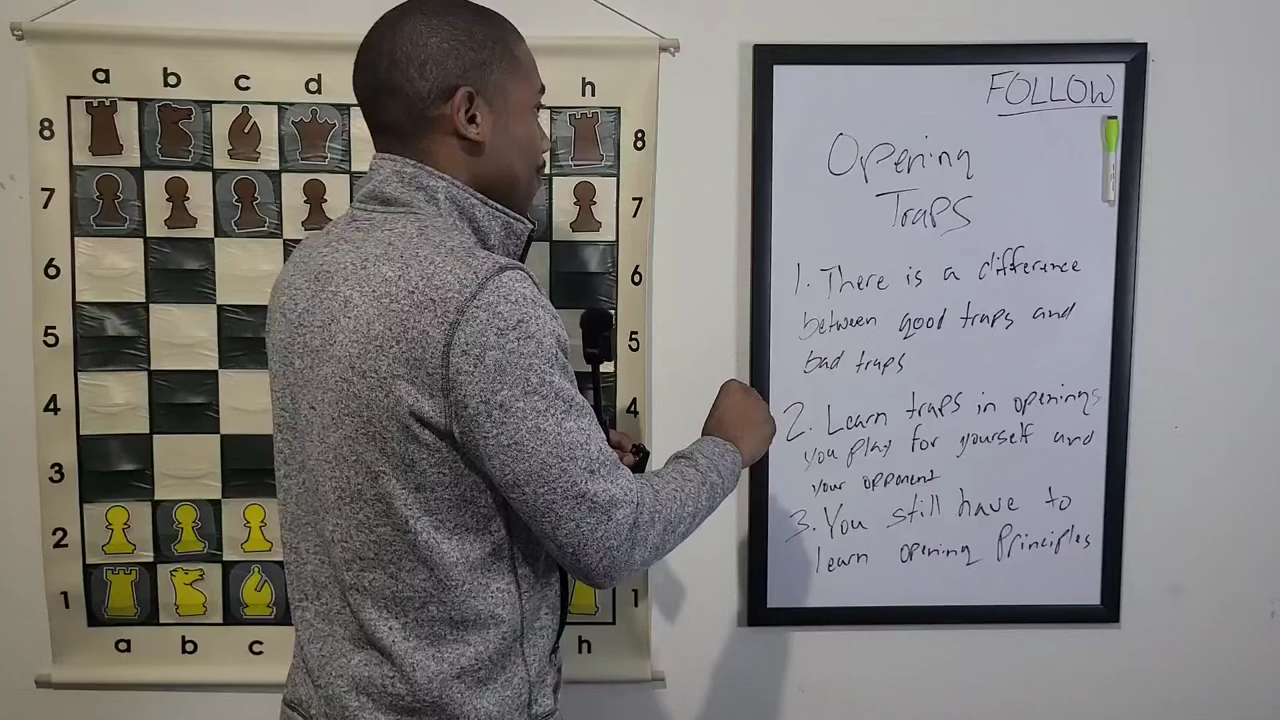 a b c d h
8 8
7 7
6 6
5 5
4 4
3
2
1 1
a b c h
FOLLOW
Opening
Traps
1. There is a difference
between good traps and
bad traps
2. Learn traps in openings
you play for yourself and
your opponent
3. You still have to
learn opening Principles